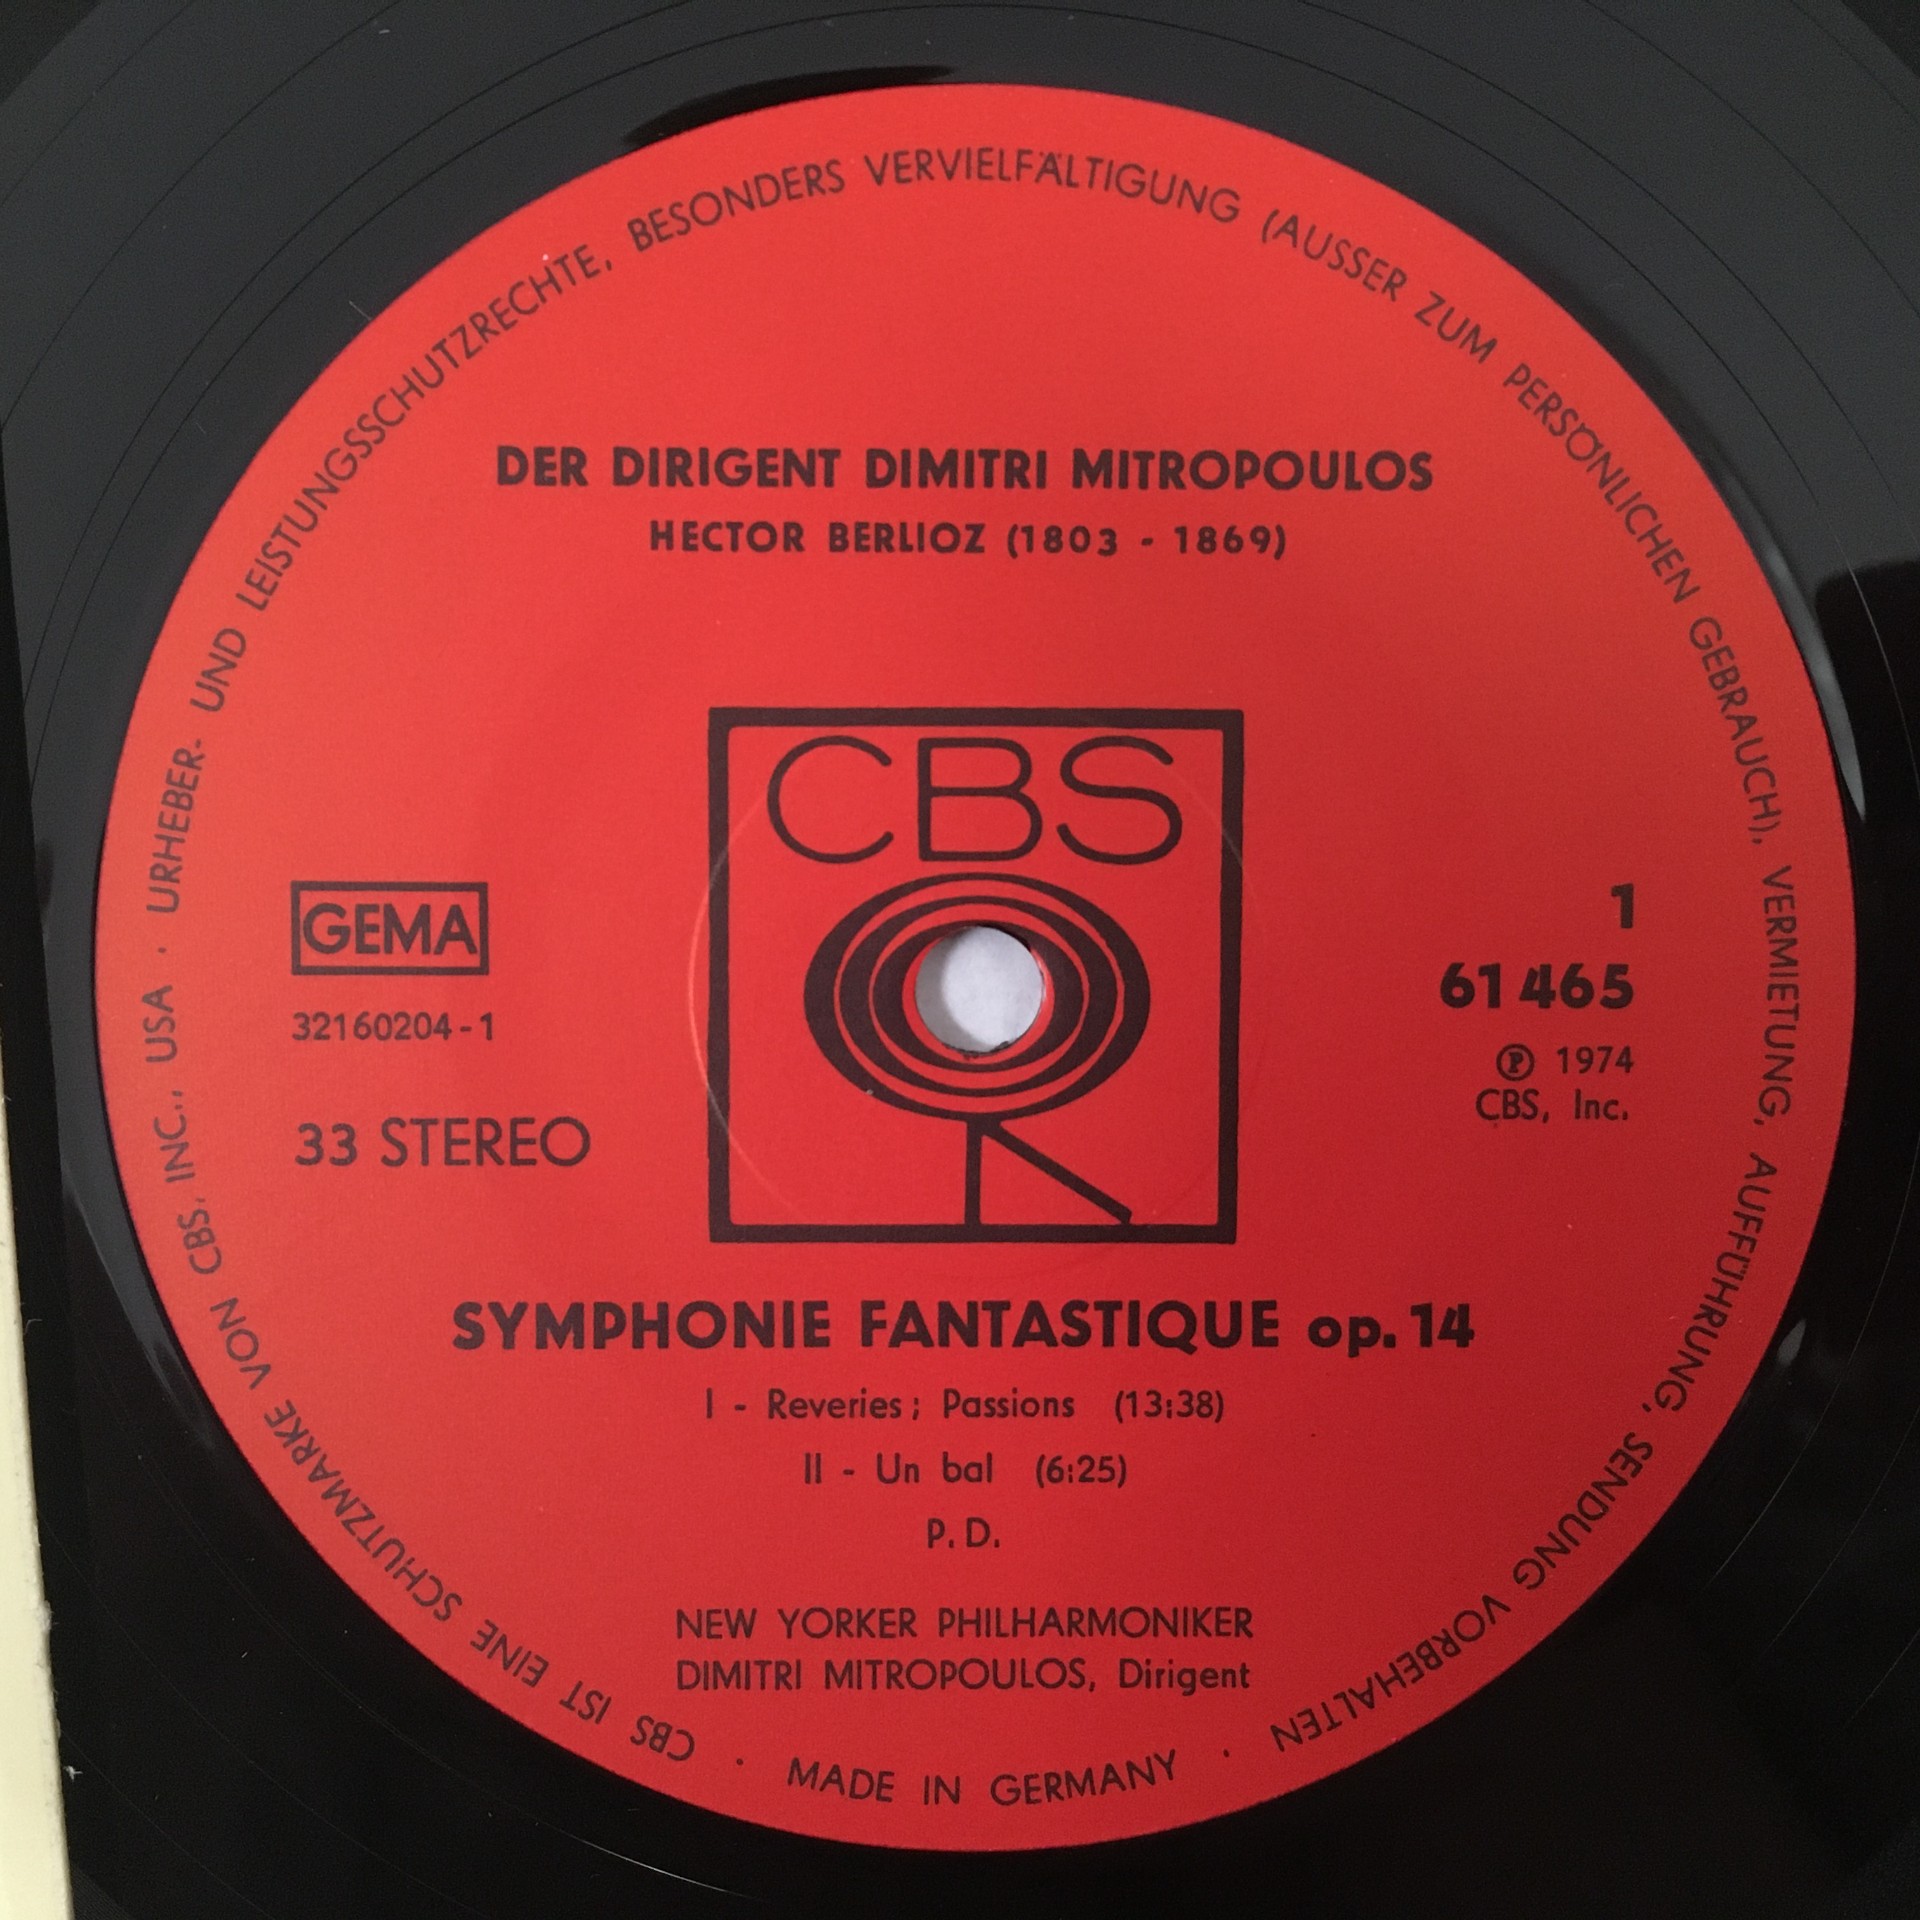 DER DIRIGENT DIMITRI MITROPOULOS
HECTOR BERLIOZ (1803 - 1869)
CBS
GEMA
32160204-1
33 STEREO
1
61 465
Ⓟ 1974
CBS, Inc.
SYMPHONIE FANTASTIQUE op. 14
I - Reveries; Passions (13:38)
II - Un bal (6:25)
P. D.
NEW YORKER PHILHARMONIKER
DIMITRI MITROPOULOS, Dirigent
CBS IST EINE SCHUTZMARKE VON CBS, INC., USA · URHEBER- UND LEISTUNGSSCHUTZRECHTE, BESONDERS VERVIELFÄLTIGUNG (AUSSER ZUM PERSÖNLICHEN GEBRAUCH), VERMIETUNG, AUFFÜHRUNG, SENDUNG VORBEHALTEN · MADE IN GERMANY ·